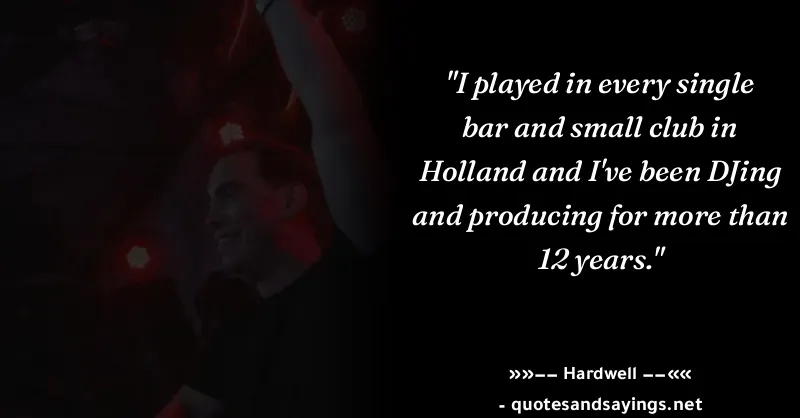 "I played in every single
bar and small club in
Holland and I've been DJing
and producing for more than
12 years."
»»–– Hardwell ––««
- quotesandsayings.net